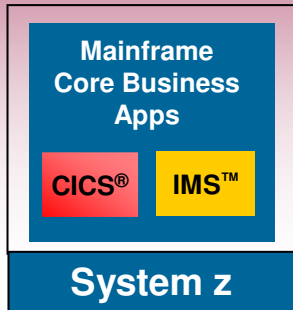 Mainframe
Core Business
Apps
CICS® IMS™
System z